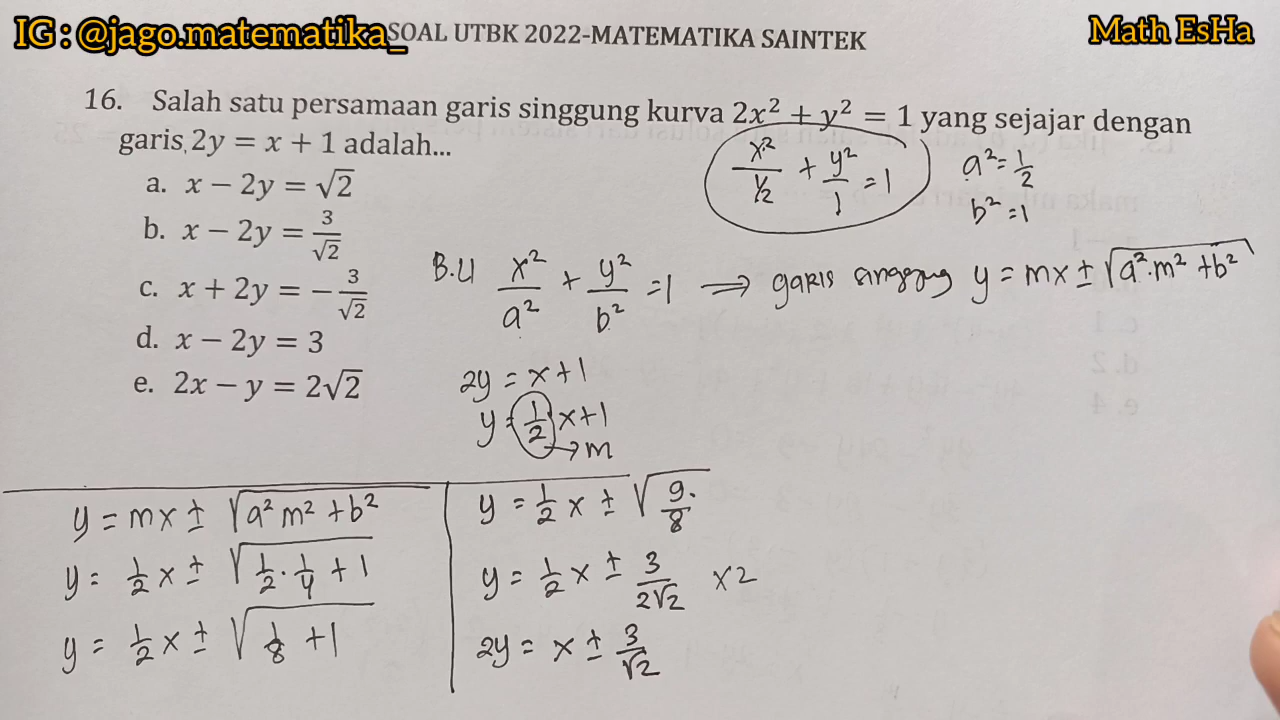 IG : @jago.matematika_
SOAL UTBK 2022-MATEMATIKA SAINTEK
Math EsHa
16. Salah satu persamaan garis singgung kurva 2x² + y² = 1 yang sejajar dengan
garis 2y = x + 1 adalah...
a. x − 2y = √2
b. x − 2y = 3/√2
c. x + 2y = −3/√2
d. x − 2y = 3
e. 2x − y = 2√2
x²/½ + y²/1 = 1
a² = 1/2
b² = 1
B.U x²/a² + y²/b² = 1 ⟹ garis singgung y = mx ± √(a².m² + b²)
2y = x + 1
y = 1/2 x + 1
→ m
y = mx ± √(a² m² + b²)
y = 1/2 x ± √(1/2 . 1/4 + 1)
y = 1/2 x ± √(1/8 + 1)
y = 1/2 x ± √(9/8)
y = 1/2 x ± 3/(2√2) x2
2y = x ± 3/√2